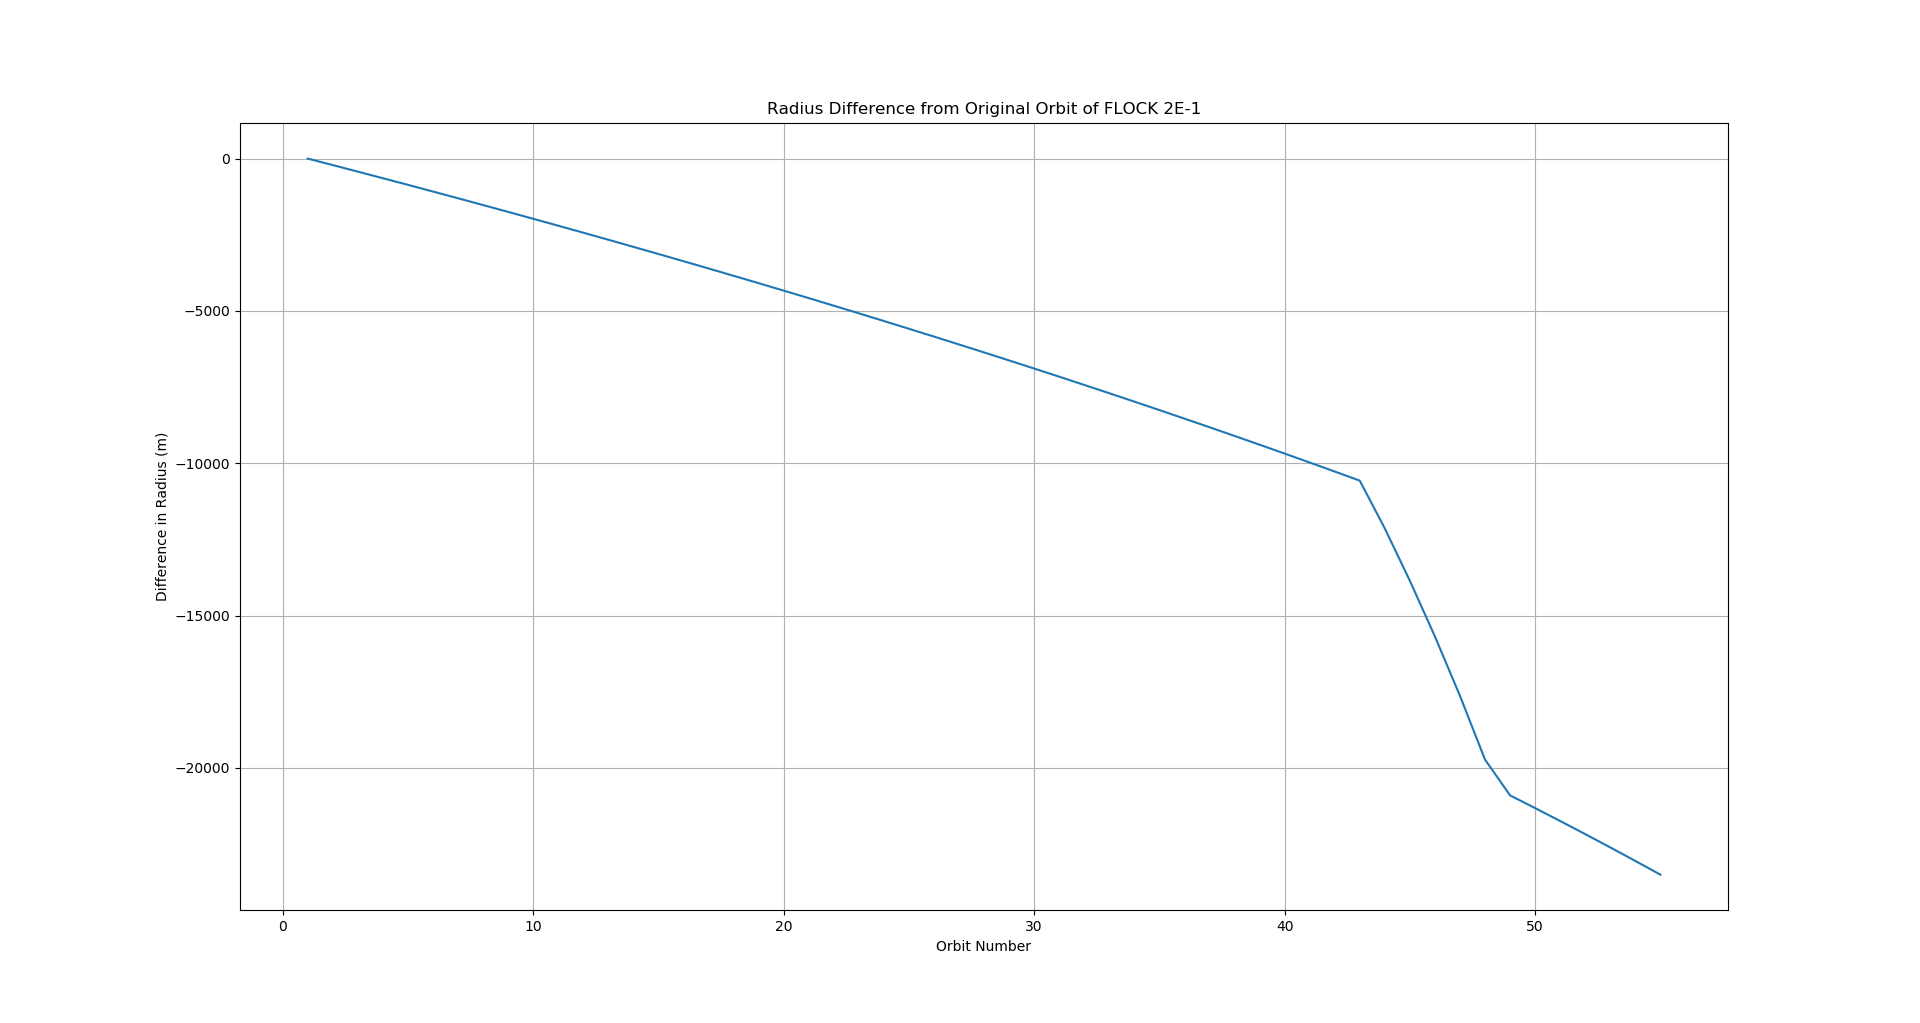 Radius Difference from Original Orbit of FLOCK 2E-1
0
−5000
−10000
−15000
−20000
Difference in Radius (m)
0 10 20 30 40 50
Orbit Number